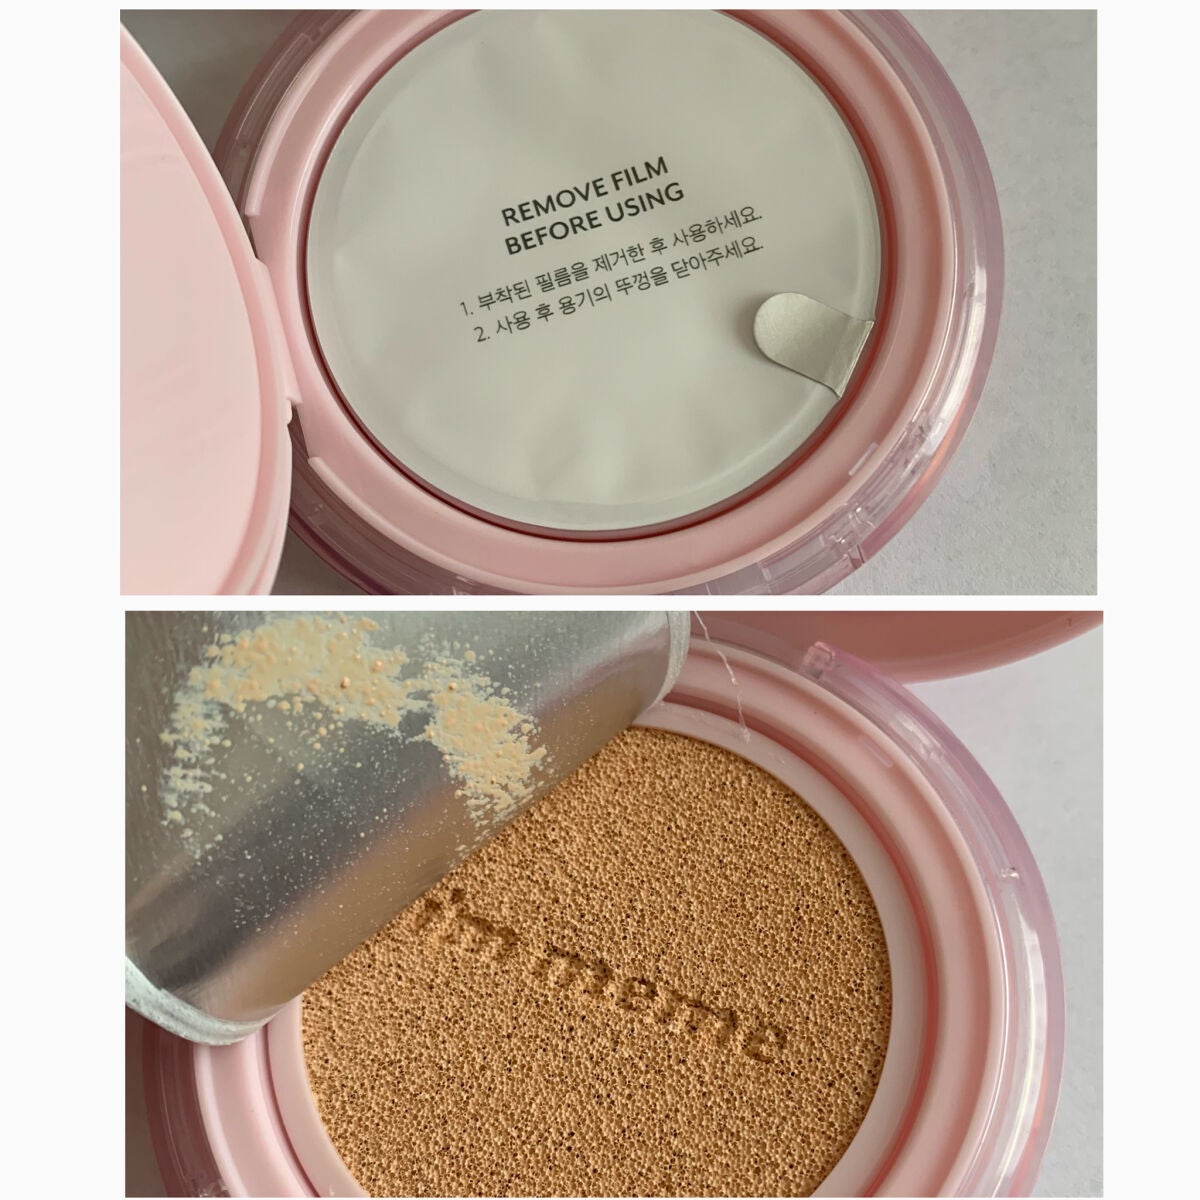 REMOVE FILM
BEFORE USING
1. 부착된 필름을 제거한 후 사용하세요.
2. 사용 후 용기의 뚜껑을 닫아주세요.
i'm meme